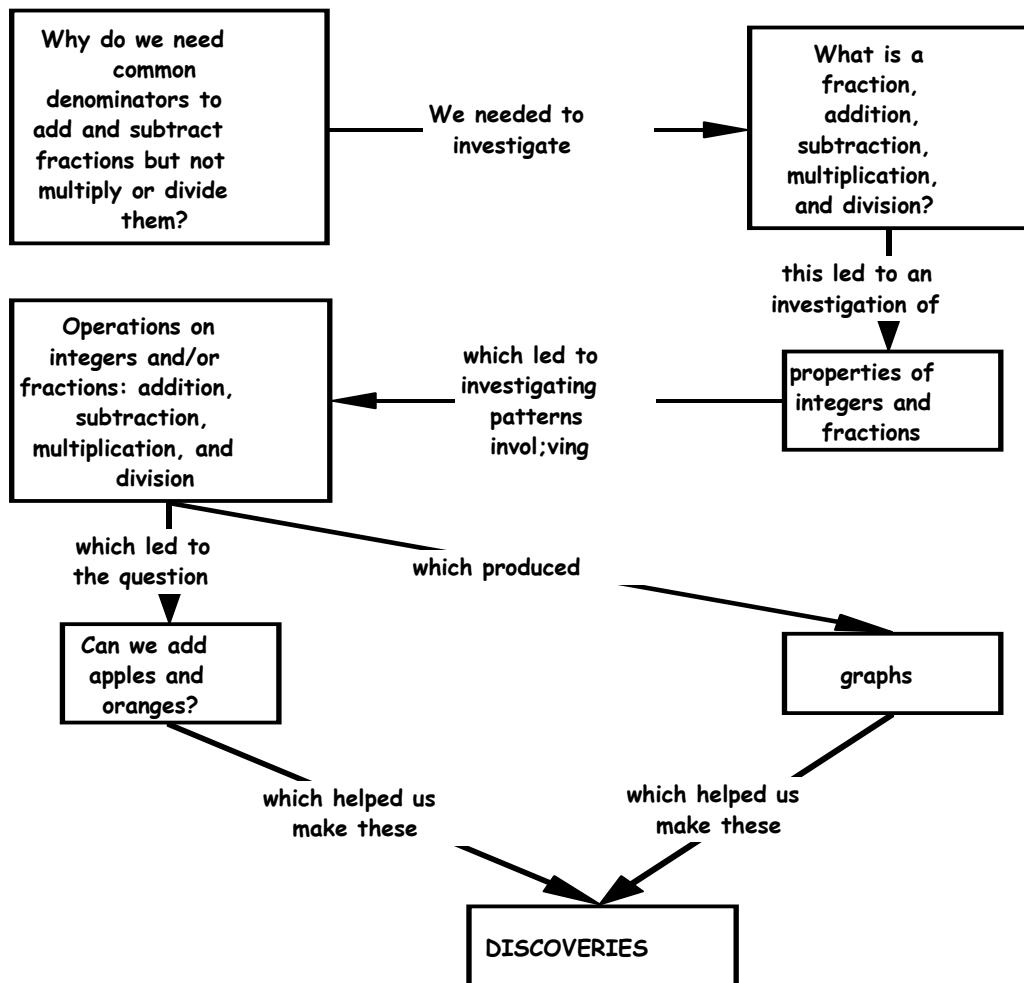 Why do we need
common
denominators to
add and subtract
fractions but not
multiply or divide
them?
We needed to
investigate
What is a
fraction,
addition,
subtraction,
multiplication,
and division?
this led to an
investigation of
properties of
integers and
fractions
which led to
investigating
patterns
invol;ving
Operations on
integers and/or
fractions: addition,
subtraction,
multiplication, and
division
which led to
the question
which produced
Can we add
apples and
oranges?
graphs
which helped us
make these
which helped us
make these
DISCOVERIES